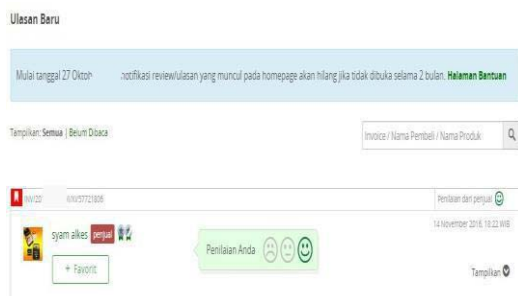 Ulasan Baru
Mulai tanggal 27 Oktob notifikasi review/ulasan yang muncul pada homepage akan hilang jika tidak dibuka selama 2 bulan. Halaman Bantuan
Tampilkan: Semua | Belum Dibaca
Invoice / Nama Pembeli / Nama Produk
Penilaian dari penjual
14 November 2016, 18:22 WIB
syam alkes penjual
Penilaian Anda
+ Favorit
Tampilkan